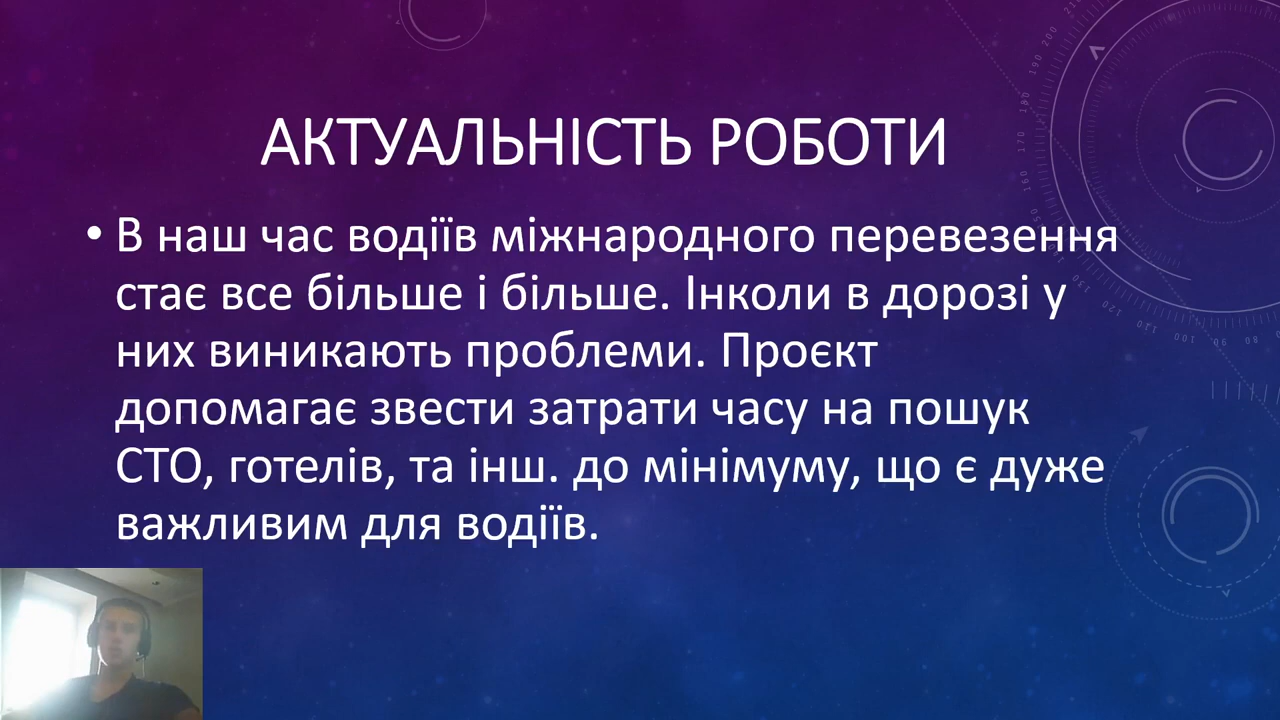 АКТУАЛЬНІСТЬ РОБОТИ
• В наш час водіїв міжнародного перевезення
стає все більше і більше. Інколи в дорозі у
них виникають проблеми. Проєкт
допомагає звести затрати часу на пошук
СТО, готелів, та інш. до мінімуму, що є дуже
важливим для водіїв.